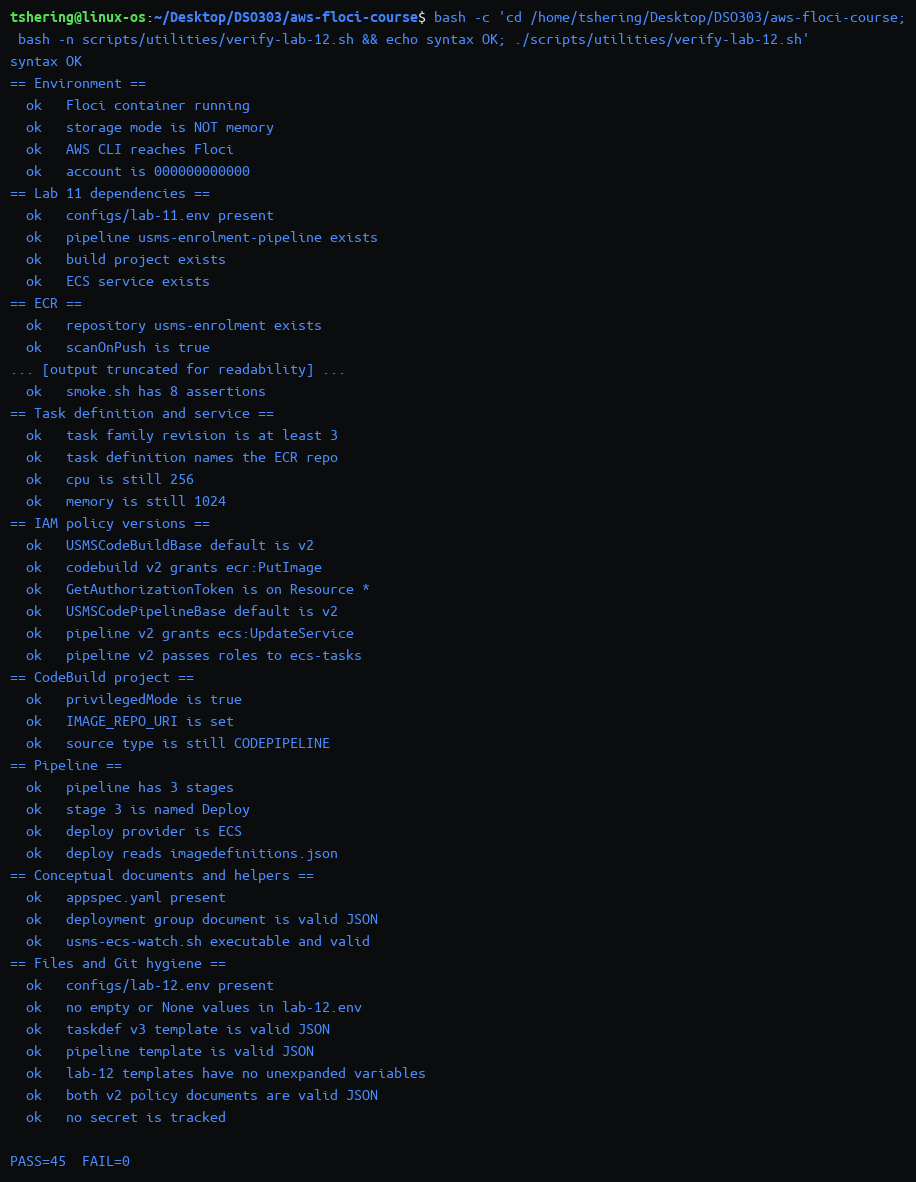 tshering@linux-os:~/Desktop/DSO303/aws-floci-course$ bash -c 'cd /home/tshering/Desktop/DSO303/aws-floci-course;
 bash -n scripts/utilities/verify-lab-12.sh && echo syntax OK; ./scripts/utilities/verify-lab-12.sh'
syntax OK
== Environment ==
  ok   Floci container running
  ok   storage mode is NOT memory
  ok   AWS CLI reaches Floci
  ok   account is 000000000000
== Lab 11 dependencies ==
  ok   configs/lab-11.env present
  ok   pipeline usms-enrolment-pipeline exists
  ok   build project exists
  ok   ECS service exists
== ECR ==
  ok   repository usms-enrolment exists
  ok   scanOnPush is true
... [output truncated for readability] ...
  ok   smoke.sh has 8 assertions
== Task definition and service ==
  ok   task family revision is at least 3
  ok   task definition names the ECR repo
  ok   cpu is still 256
  ok   memory is still 1024
== IAM policy versions ==
  ok   USMSCodeBuildBase default is v2
  ok   codebuild v2 grants ecr:PutImage
  ok   GetAuthorizationToken is on Resource *
  ok   USMSCodePipelineBase default is v2
  ok   pipeline v2 grants ecs:UpdateService
  ok   pipeline v2 passes roles to ecs-tasks
== CodeBuild project ==
  ok   privilegedMode is true
  ok   IMAGE_REPO_URI is set
  ok   source type is still CODEPIPELINE
== Pipeline ==
  ok   pipeline has 3 stages
  ok   stage 3 is named Deploy
  ok   deploy provider is ECS
  ok   deploy reads imagedefinitions.json
== Conceptual documents and helpers ==
  ok   appspec.yaml present
  ok   deployment group document is valid JSON
  ok   usms-ecs-watch.sh executable and valid
== Files and Git hygiene ==
  ok   configs/lab-12.env present
  ok   no empty or None values in lab-12.env
  ok   taskdef v3 template is valid JSON
  ok   pipeline template is valid JSON
  ok   lab-12 templates have no unexpanded variables
  ok   both v2 policy documents are valid JSON
  ok   no secret is tracked

PASS=45  FAIL=0